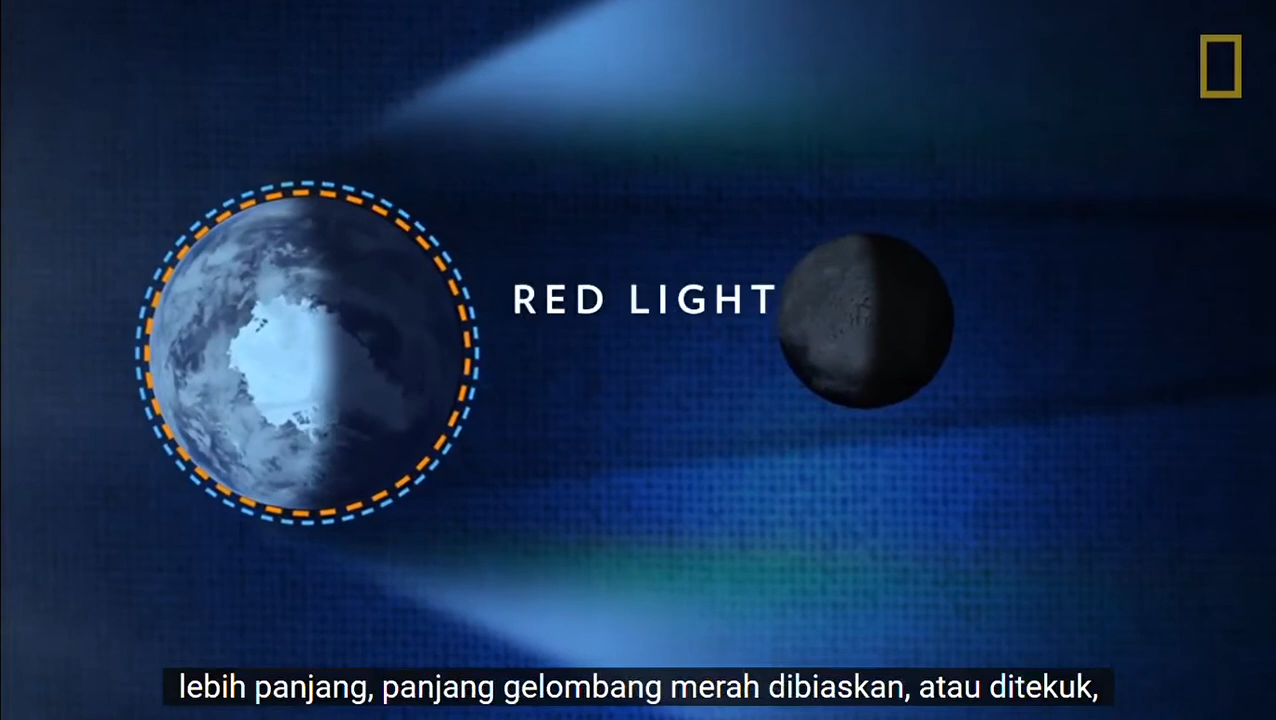 RED LIGHT
lebih panjang, panjang gelombang merah dibiaskan, atau ditekuk,